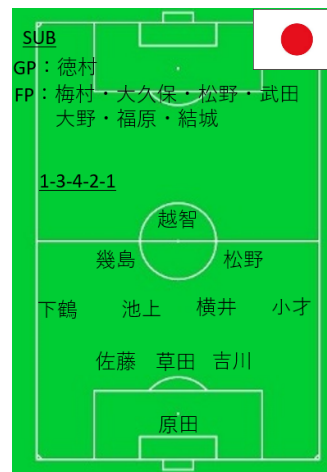 SUB
GP：徳村
FP：梅村・大久保・松野・武田
大野・福原・結城
1-3-4-2-1
越智
幾島 松野
下鶴 池上 横井 小才
佐藤 草田 吉川
原田